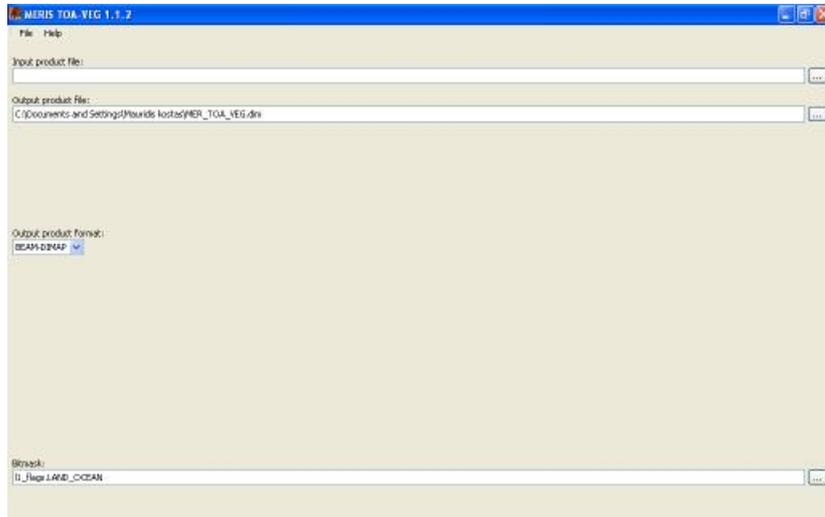 MERIS TOA-VEG 1.1.2
File Help
Input product file:
...
Output product file:
C:\Documents and Settings\Mauridis kostas\MER_TOA_VEG.dim
...
Output product format:
BEAM-DIMAP
Bitmask:
l1_flags.LAND_OCEAN
...